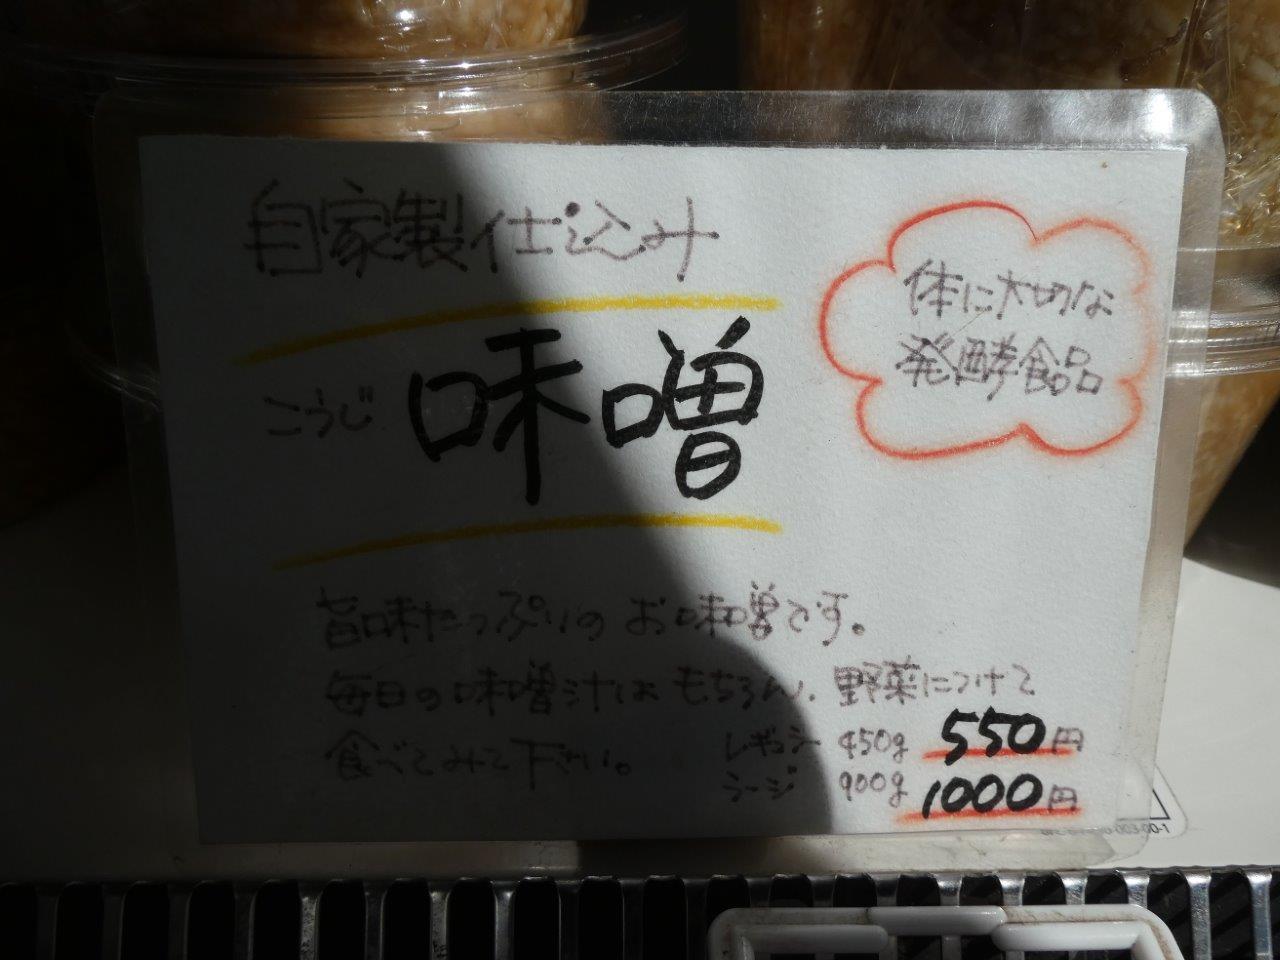 自家製仕込み
こうじ 味噌
体に大切な
発酵食品
旨味たっぷりのお味噌です。
毎日の味噌汁はもちろん、野菜につけて
食べてみて下さい。
レギュラー 450g 550円
ラージ 900g 1000円